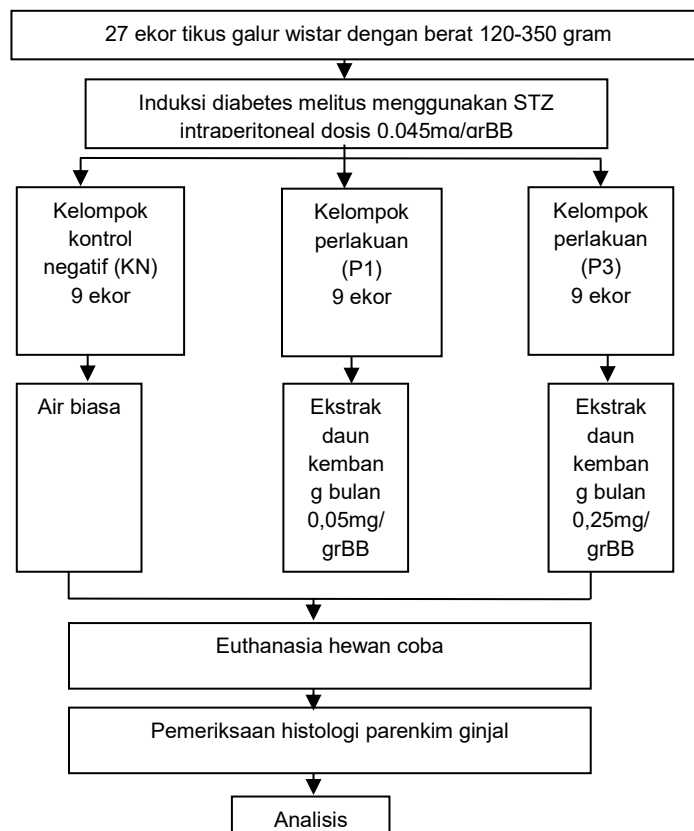 27 ekor tikus galur wistar dengan berat 120-350 gram
Induksi diabetes melitus menggunakan STZ
intraperitoneal dosis 0.045mg/grBB
Kelompok
kontrol
negatif (KN)
9 ekor
Kelompok
perlakuan
(P1)
9 ekor
Kelompok
perlakuan
(P3)
9 ekor
Air biasa
Ekstrak
daun
kemban
g bulan
0,05mg/
grBB
Ekstrak
daun
kemban
g bulan
0,25mg/
grBB
Euthanasia hewan coba
Pemeriksaan histologi parenkim ginjal
Analisis